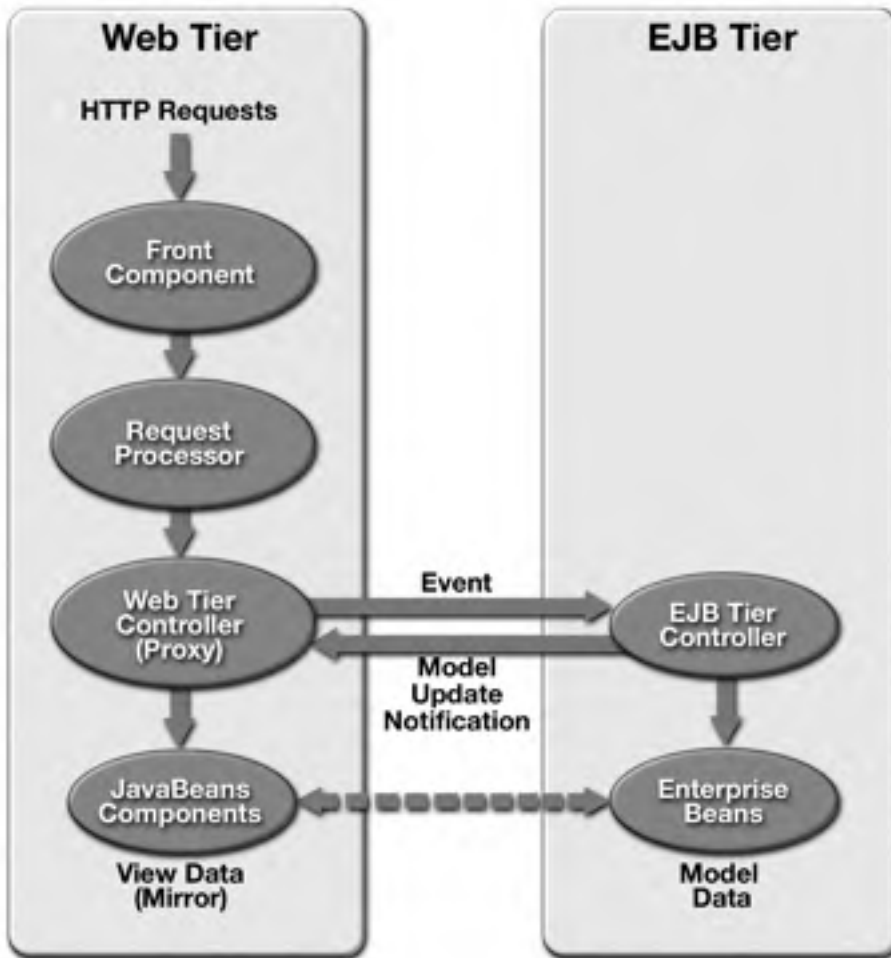 Web Tier
EJB Tier
HTTP Requests
Front
Component
Request
Processor
Web Tier
Controller
(Proxy)
Event
Model
Update
Notification
EJB Tier
Controller
JavaBeans
Components
Enterprise
Beans
View Data
(Mirror)
Model
Data